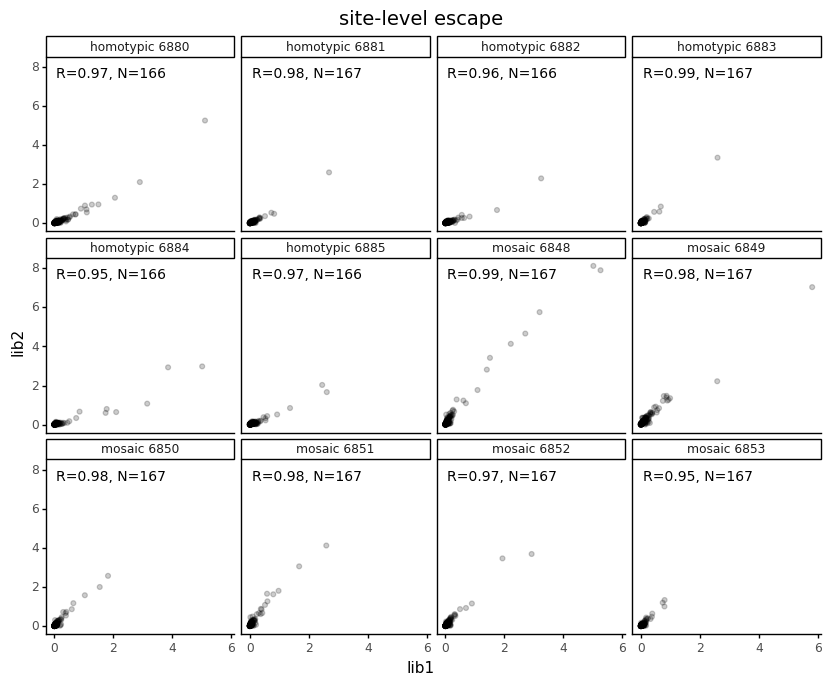 site-level escape
homotypic 6880
homotypic 6881
homotypic 6882
homotypic 6883
8
R=0.97, N=166
R=0.98, N=167
R=0.96, N=166
R=0.99, N=167
6
4
2
0
homotypic 6884
homotypic 6885
mosaic 6848
mosaic 6849
8
R=0.95, N=166
R=0.97, N=166
R=0.99, N=167
R=0.98, N=167
6
4
2
0
lib2
mosaic 6850
mosaic 6851
mosaic 6852
mosaic 6853
8
R=0.98, N=167
R=0.98, N=167
R=0.97, N=167
R=0.95, N=167
6
4
2
0
0 2 4 6
0 2 4 6
0 2 4 6
0 2 4 6
lib1